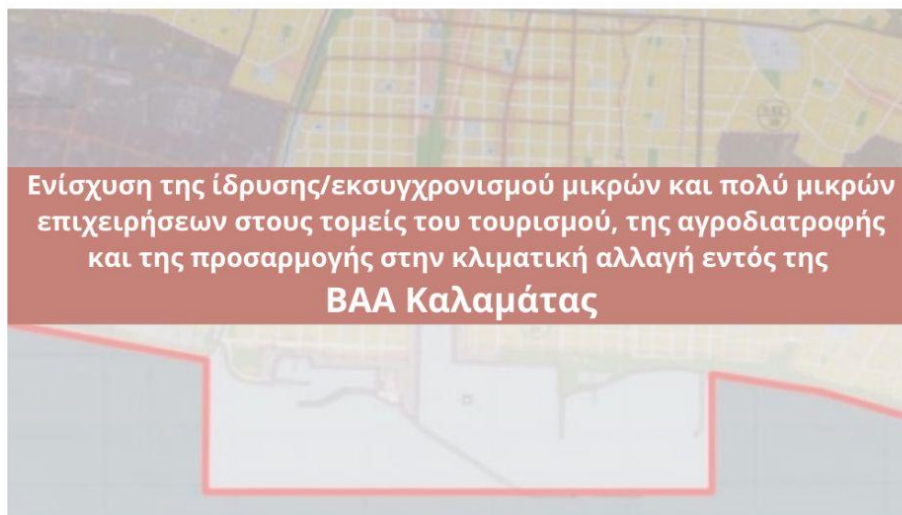 Ενίσχυση της ίδρυσης/εκσυγχρονισμού μικρών και πολύ μικρών
επιχειρήσεων στους τομείς του τουρισμού, της αγροδιατροφής
και της προσαρμογής στην κλιματική αλλαγή εντός της
ΒΑΑ Καλαμάτας